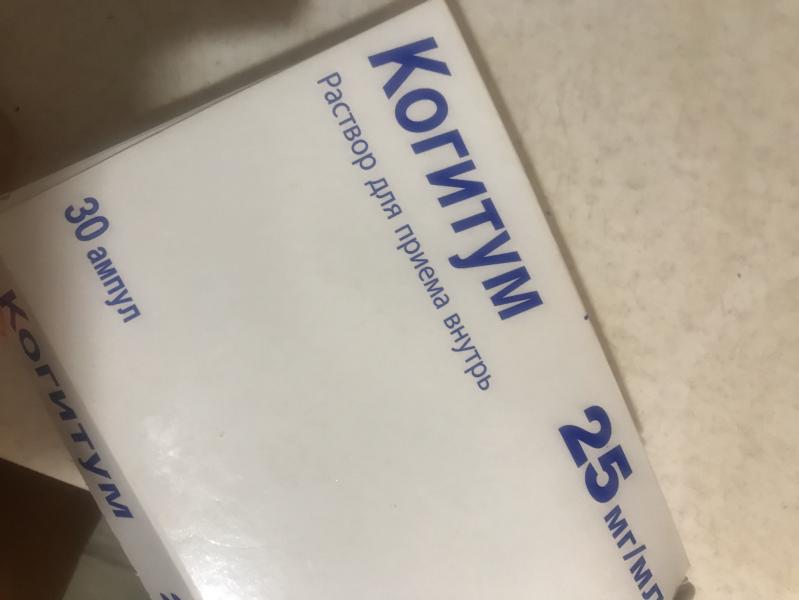 Когитум
Раствор для приема внутрь
25 мг/мл
30 ампул
Когитум